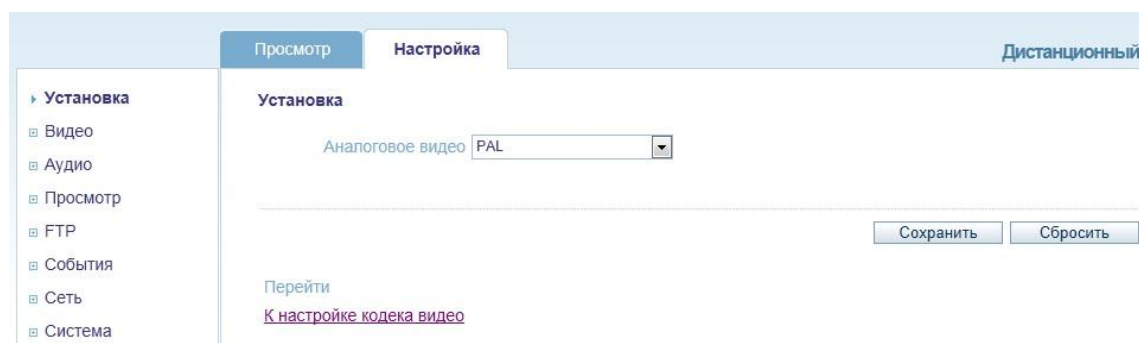 Просмотр
Настройка
Дистанционный
Установка
Видео
Аудио
Просмотр
FTP
События
Сеть
Система
Установка
Аналоговое видео PAL
Сохранить
Сбросить
Перейти
К настройке кодека видео